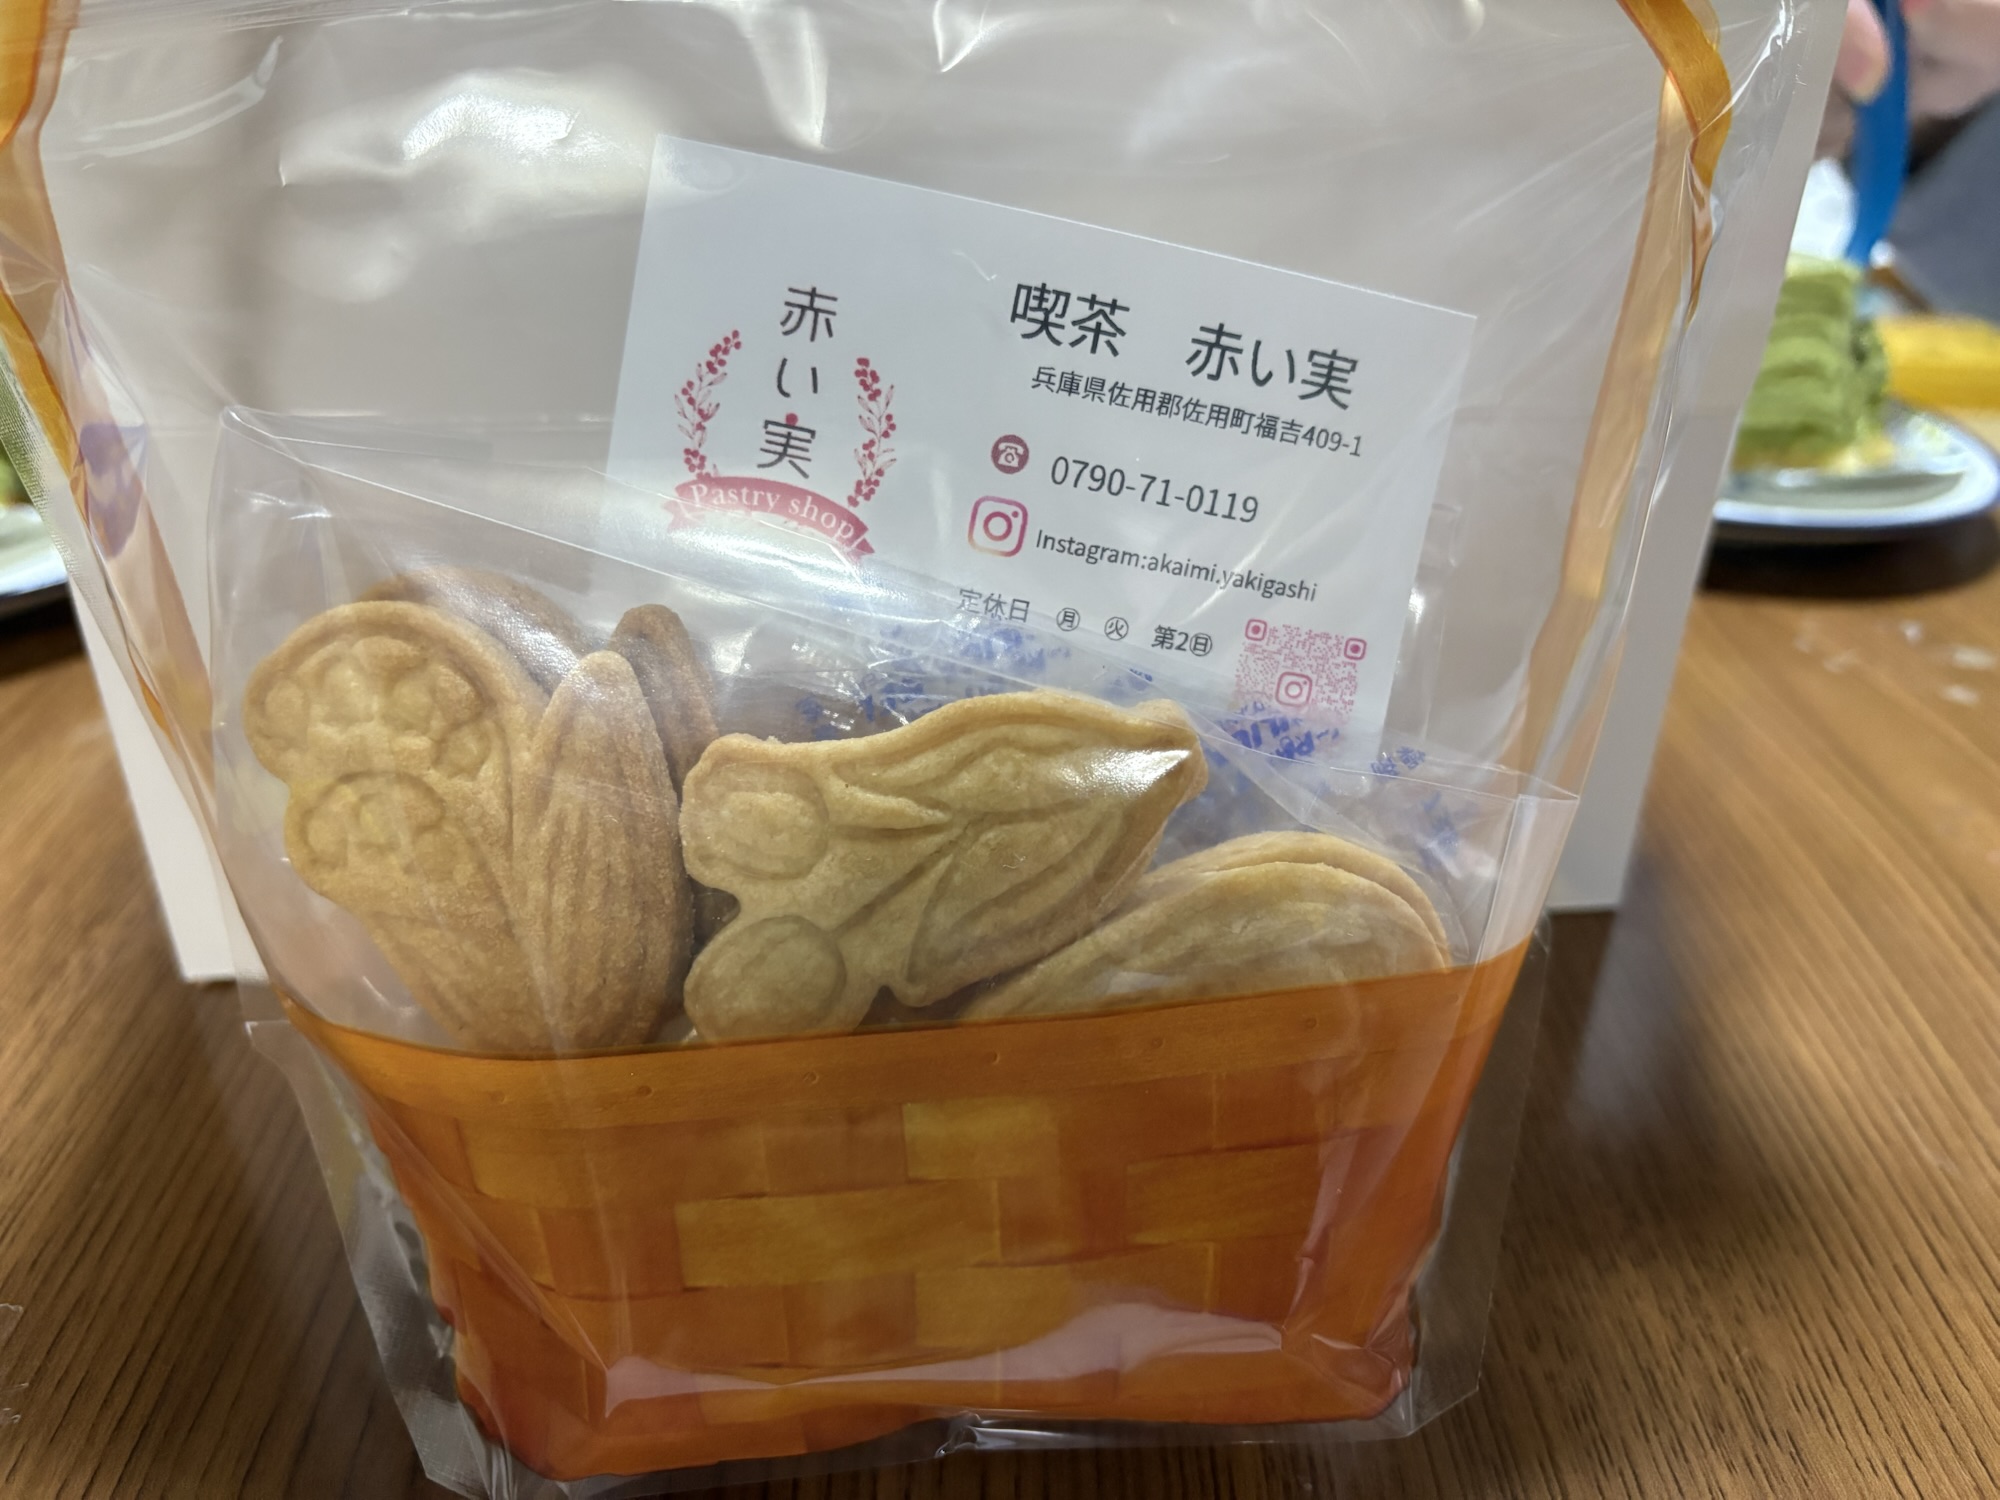 赤い実
Pastry shop
喫茶　赤い実
兵庫県佐用郡佐用町福吉409-1
0790-71-0119
Instagram:akaimi.yakigashi
定休日　㊊　㊋　第2㊐